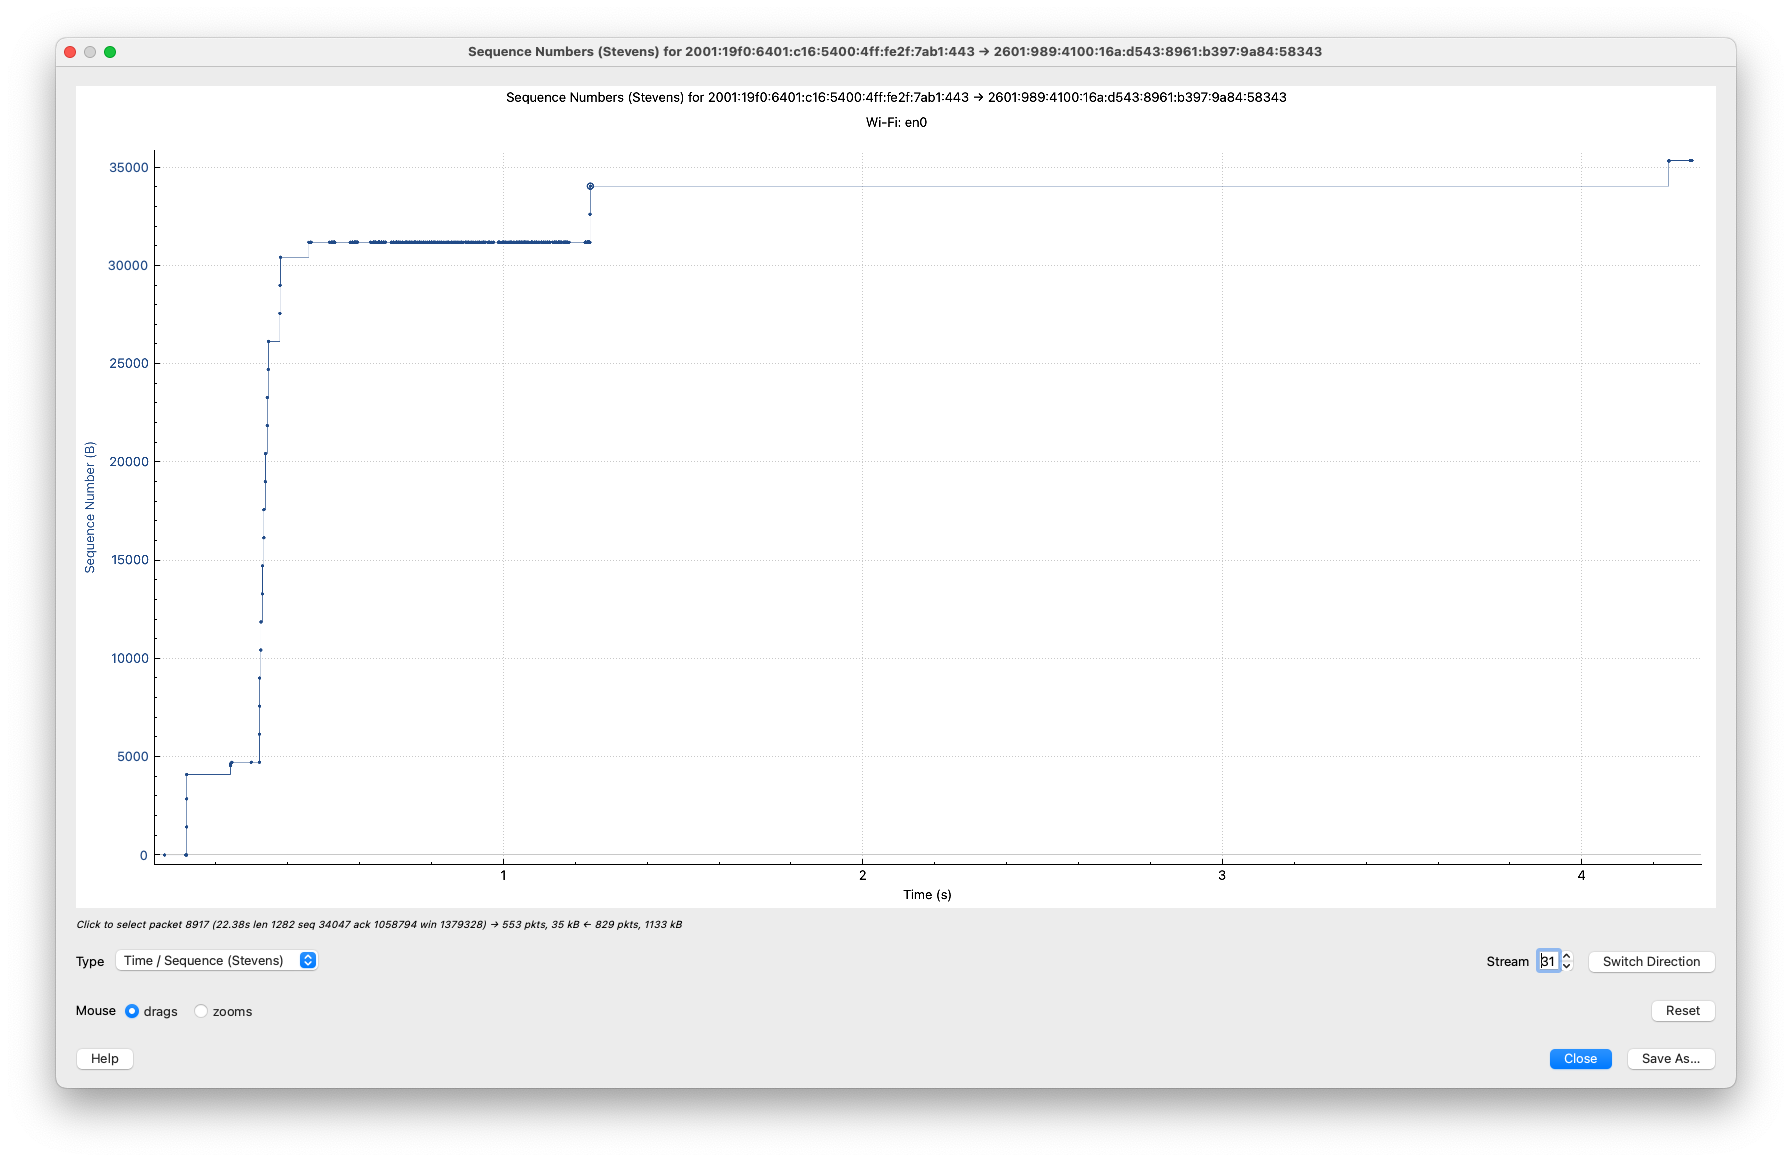 Sequence Numbers (Stevens) for 2001:19f0:6401:c16:5400:4ff:fe2f:7ab1:443 → 2601:989:4100:16a:d543:8961:b397:9a84:58343
Sequence Numbers (Stevens) for 2001:19f0:6401:c16:5400:4ff:fe2f:7ab1:443 → 2601:989:4100:16a:d543:8961:b397:9a84:58343
Wi-Fi: en0
35000
30000
25000
20000
15000
10000
5000
0
Sequence Number (B)
1 2 3 4
Time (s)
Click to select packet 8917 (22.38s len 1282 seq 34047 ack 1058794 win 1379328) → 553 pkts, 35 kB ← 829 pkts, 1133 kB
Type Time / Sequence (Stevens) Stream 31 Switch Direction
Mouse drags zooms Reset
Help Close Save As...